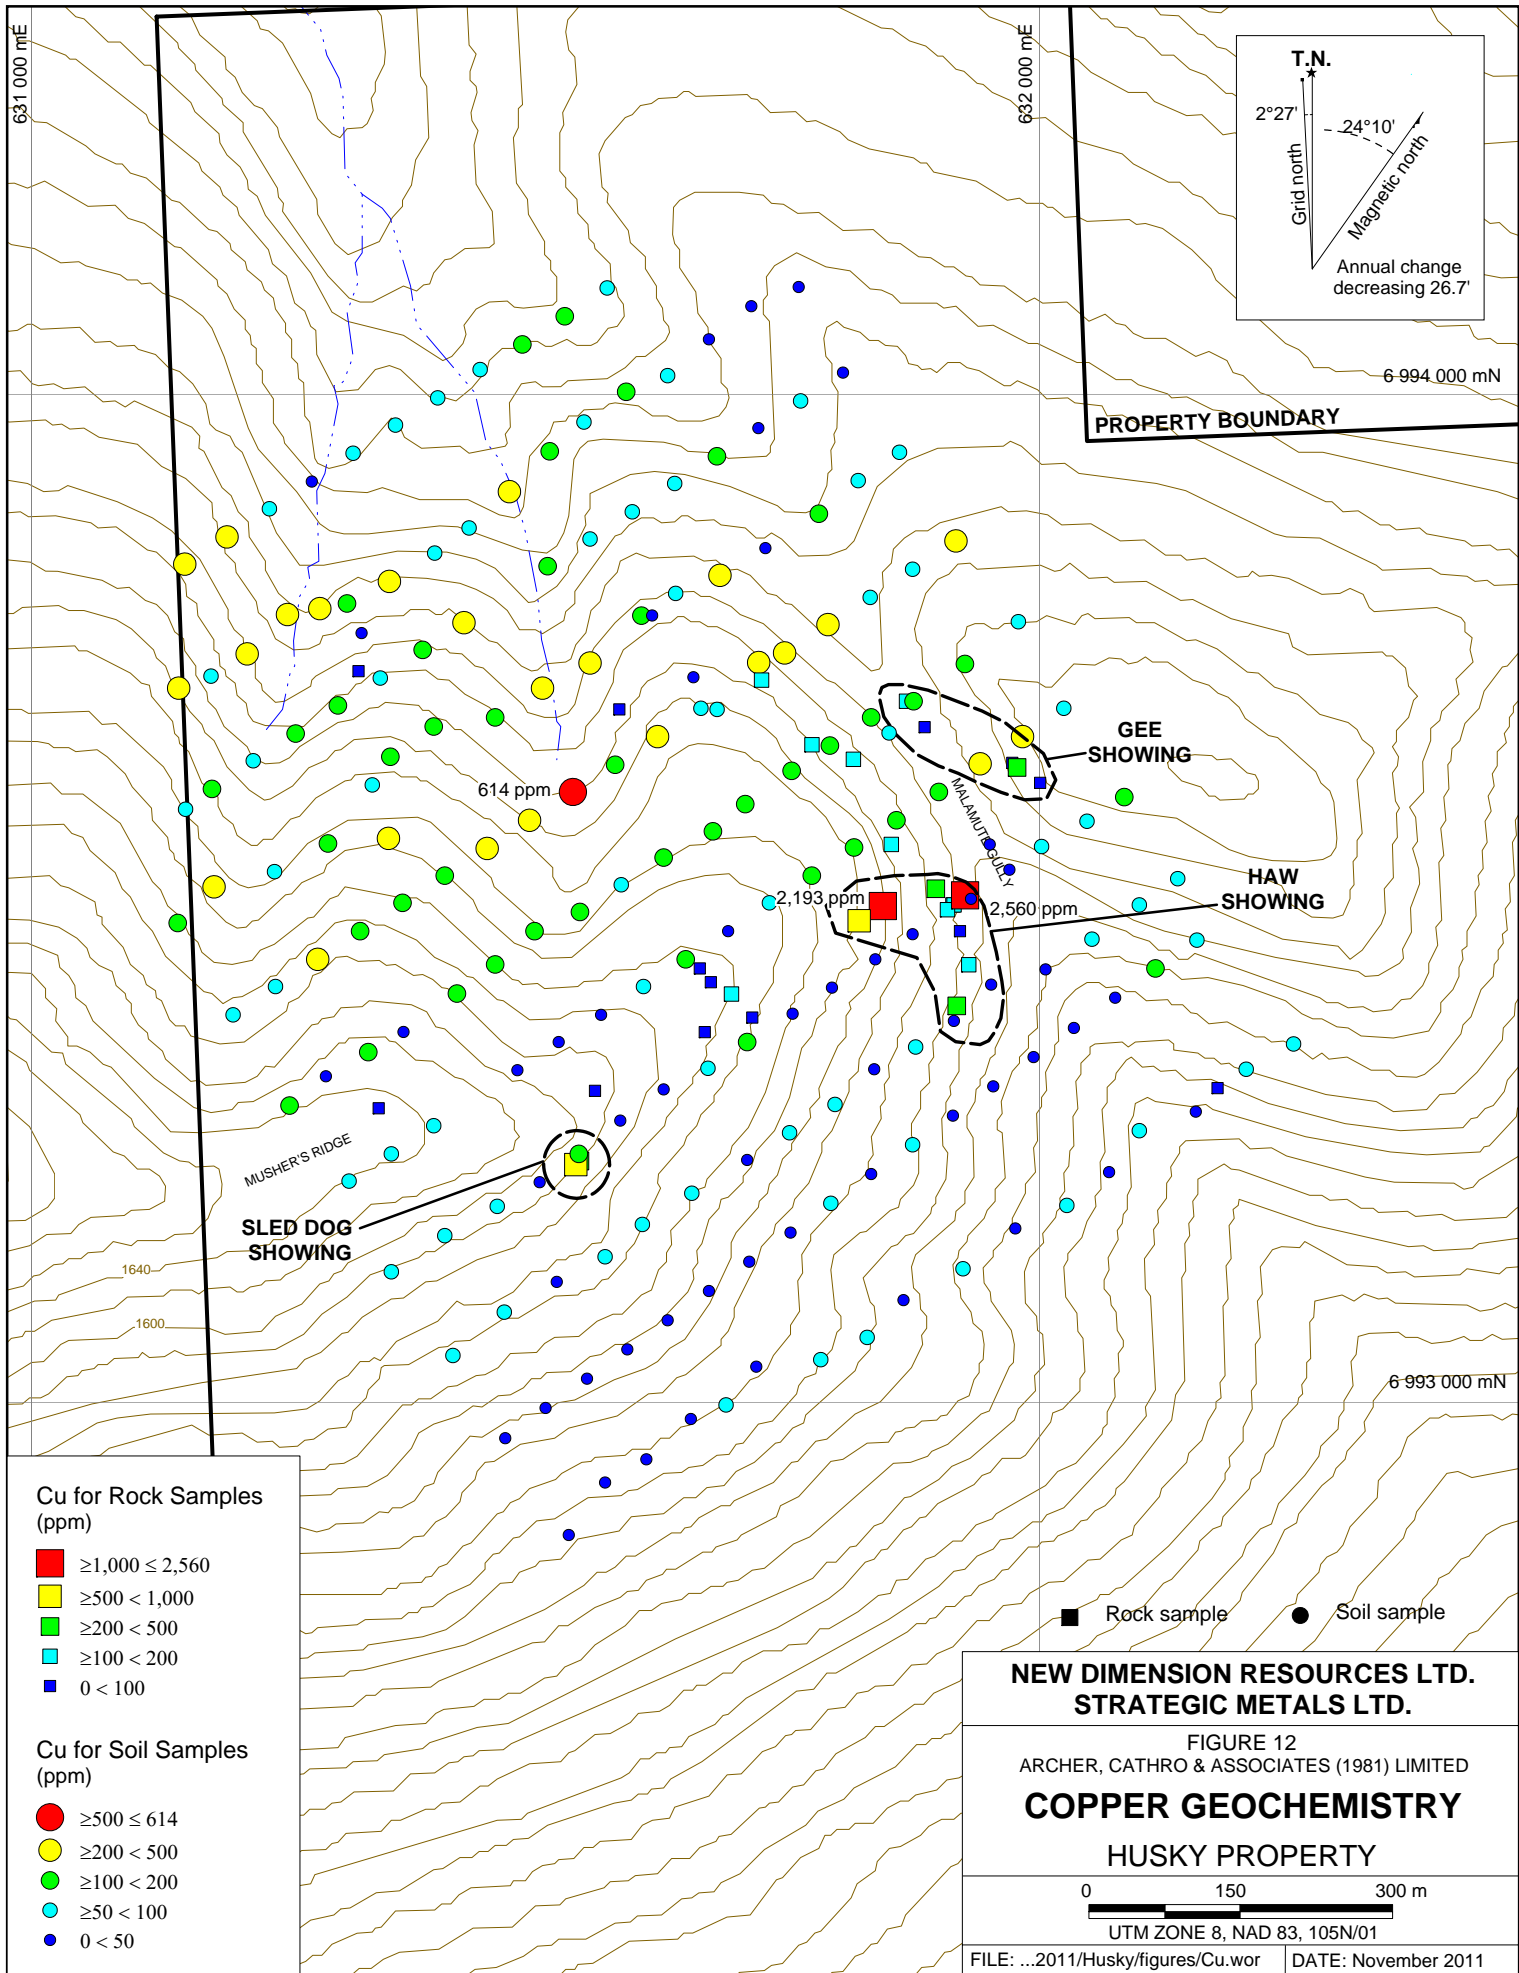 631 000 mE
632 000 mE
T.N.
2°27'
24°10'
Grid north
Magnetic north
Annual change
decreasing 26.7'
6 994 000 mN
PROPERTY BOUNDARY
GEE
SHOWING
614 ppm
MALAMUTE GULLY
HAW
SHOWING
2,193 ppm
2,560 ppm
MUSHER'S RIDGE
SLED DOG
SHOWING
1640
1600
6 993 000 mN
Cu for Rock Samples
(ppm)
≥1,000 ≤ 2,560
≥500 < 1,000
≥200 < 500
≥100 < 200
0 < 100
Cu for Soil Samples
(ppm)
≥500 ≤ 614
≥200 < 500
≥100 < 200
≥50 < 100
0 < 50
Rock sample
Soil sample
NEW DIMENSION RESOURCES LTD.
STRATEGIC METALS LTD.
FIGURE 12
ARCHER, CATHRO & ASSOCIATES (1981) LIMITED
COPPER GEOCHEMISTRY
HUSKY PROPERTY
0 150 300 m
UTM ZONE 8, NAD 83, 105N/01
FILE: ...2011/Husky/figures/Cu.wor
DATE: November 2011